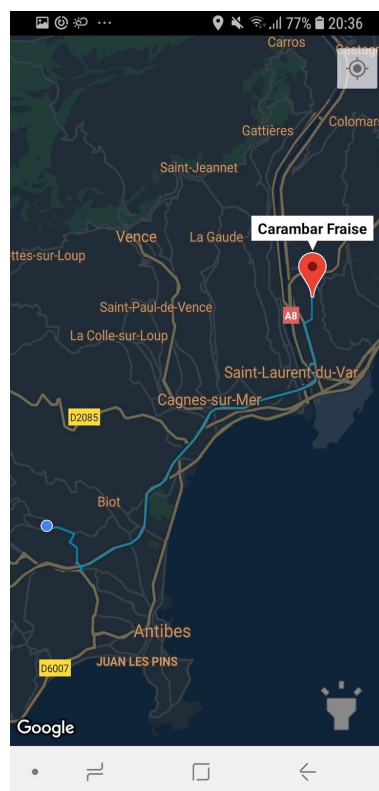 77% 20:36
Carros
Castag
Colomar
Gattières
Saint-Jeannet
Carambar Fraise
Vence
La Gaude
ttes-sur-Loup
Saint-Paul-de-Vence
A8
La Colle-sur-Loup
Saint-Laurent-du-Var
Cagnes-sur-Mer
D2085
Biot
Antibes
JUAN LES PINS
D6007
Google